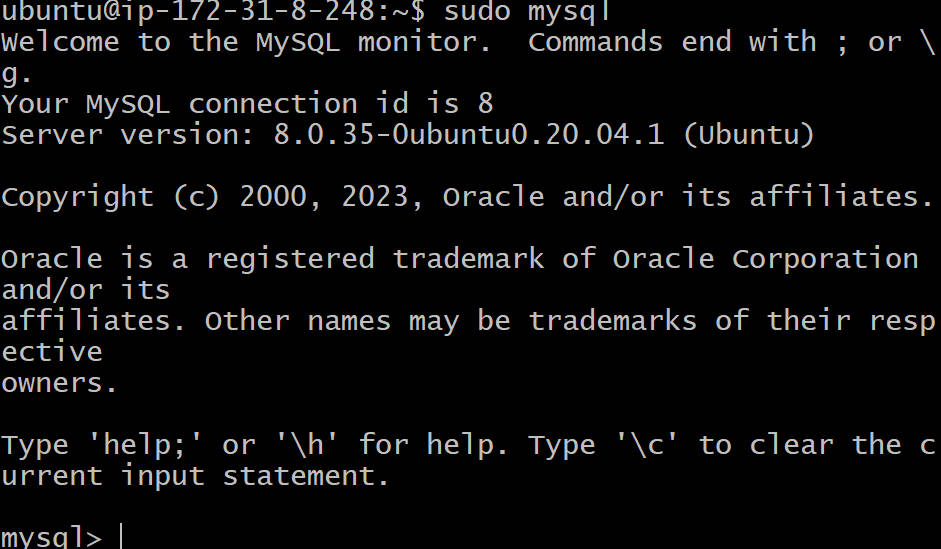 ubuntu@ip-172-31-8-248:~$ sudo mysql
Welcome to the MySQL monitor.  Commands end with ; or \
g.
Your MySQL connection id is 8
Server version: 8.0.35-0ubuntu0.20.04.1 (Ubuntu)

Copyright (c) 2000, 2023, Oracle and/or its affiliates.

Oracle is a registered trademark of Oracle Corporation
and/or its
affiliates. Other names may be trademarks of their resp
ective
owners.

Type 'help;' or '\h' for help. Type '\c' to clear the c
urrent input statement.

mysql>